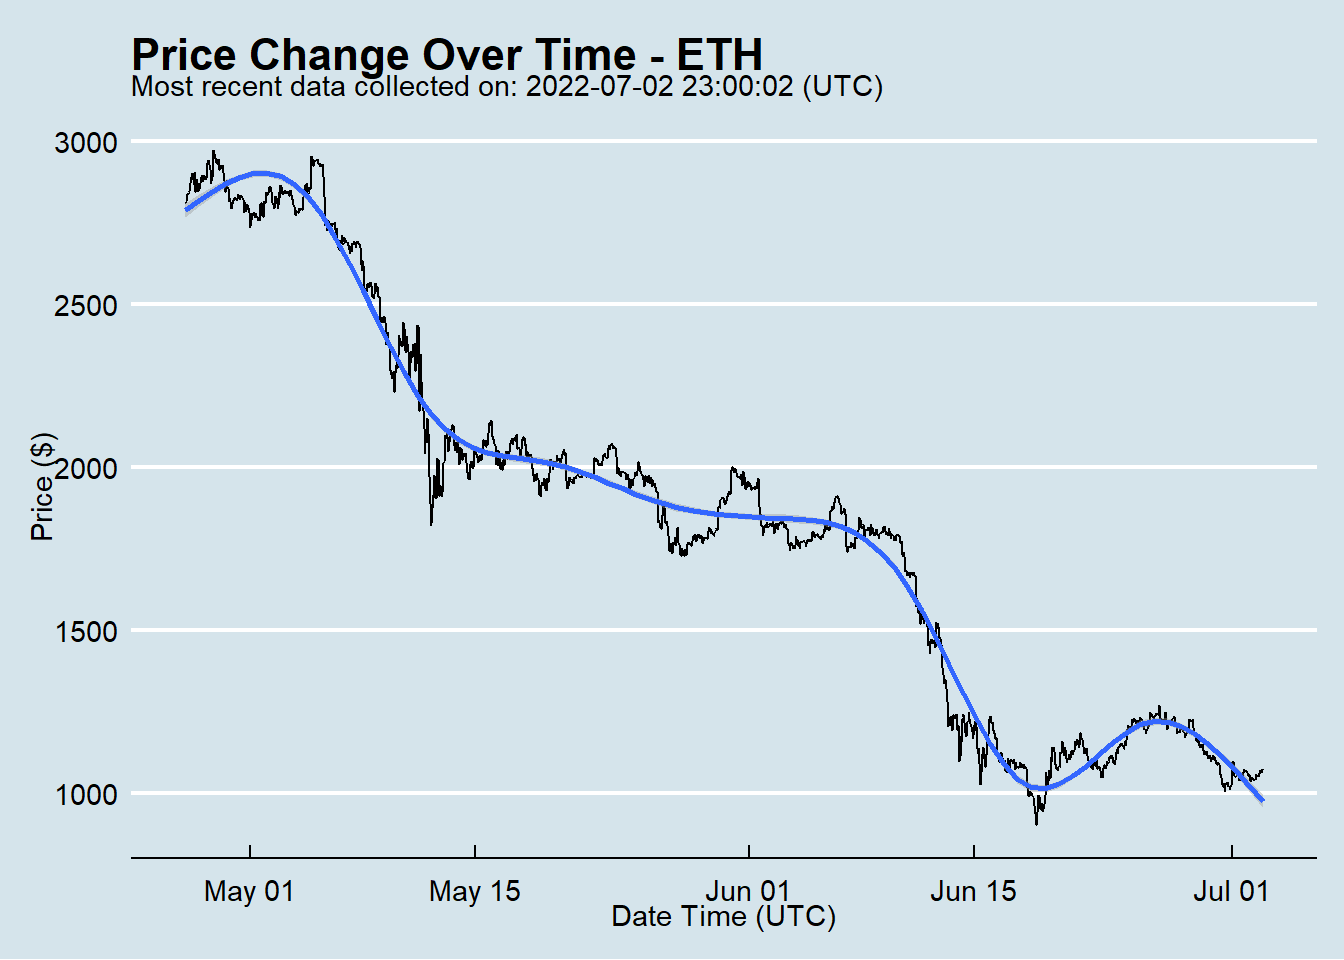 Price Change Over Time - ETH
Most recent data collected on: 2022-07-02 23:00:02 (UTC)
3000
2500
2000
1500
1000
Price ($)
May 01
May 15
Jun 01
Jun 15
Jul 01
Date Time (UTC)